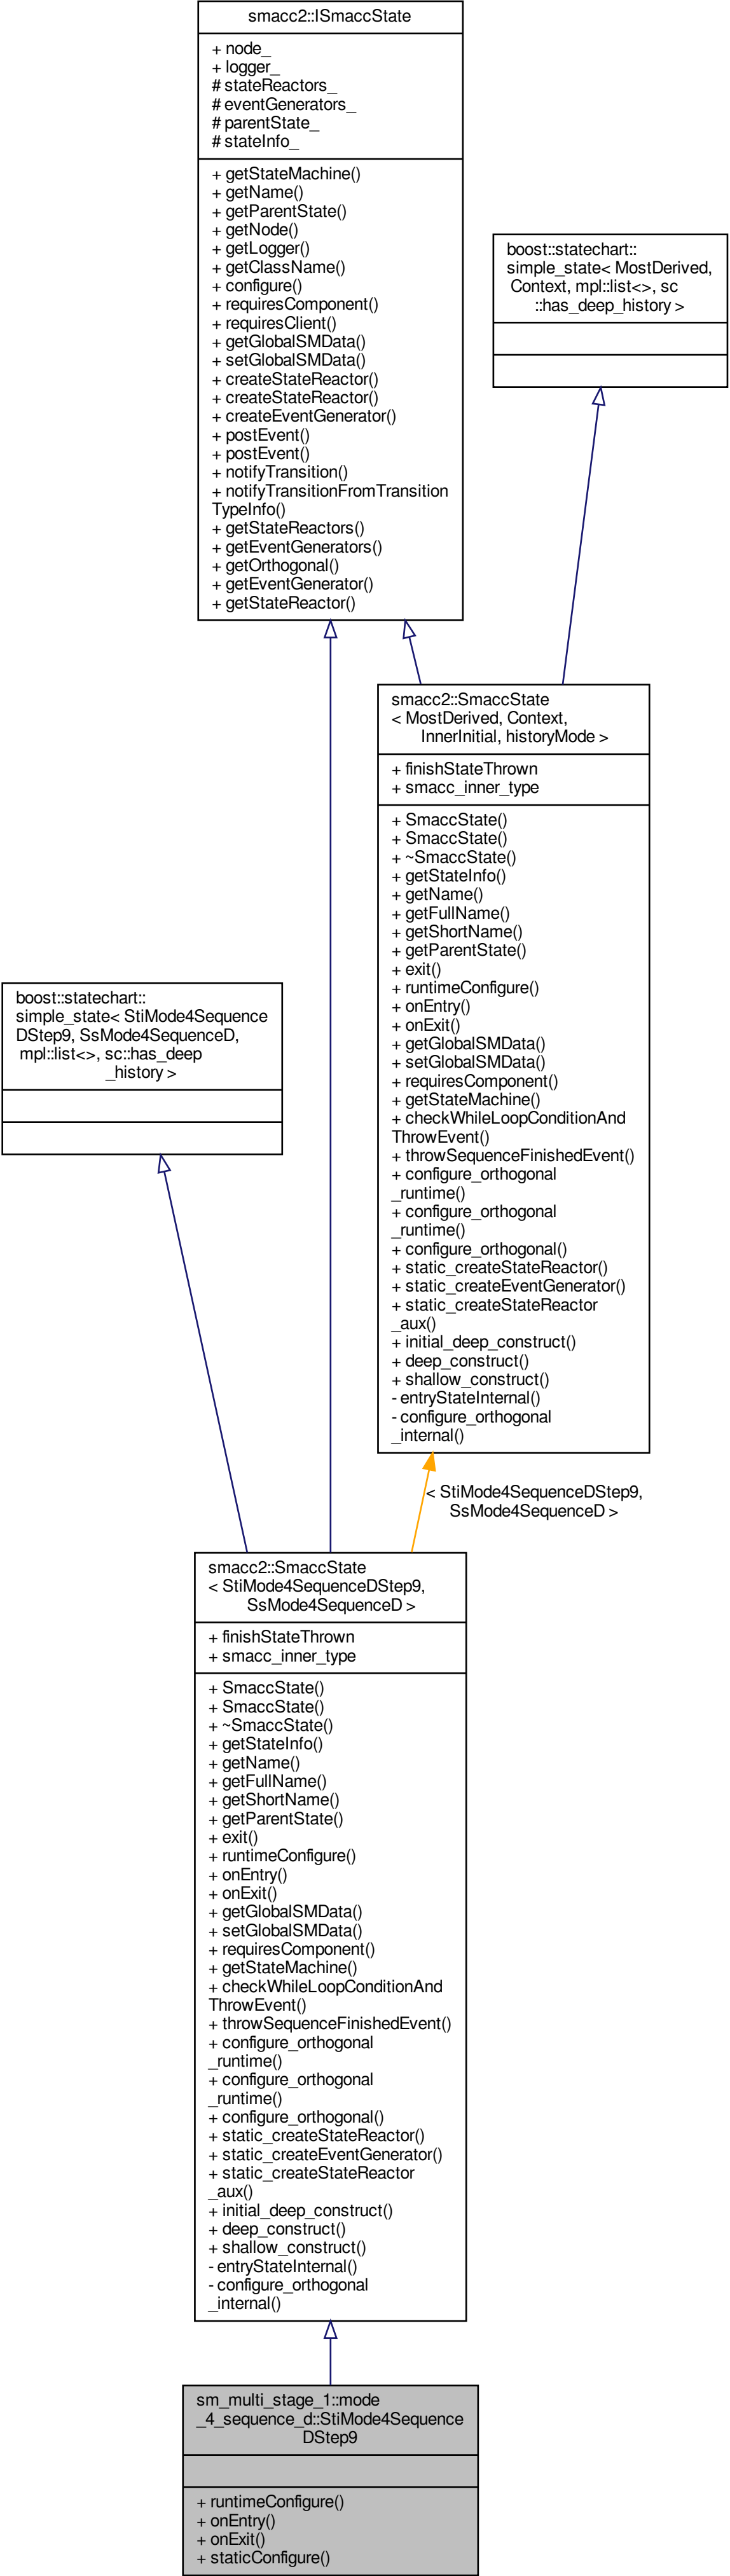 smacc2::ISmaccState
+ node_
+ logger_
# stateReactors_
# eventGenerators_
# parentState_
# stateInfo_
+ getStateMachine()
+ getName()
+ getParentState()
+ getNode()
+ getLogger()
+ getClassName()
+ configure()
+ requiresComponent()
+ requiresClient()
+ getGlobalSMData()
+ setGlobalSMData()
+ createStateReactor()
+ createStateReactor()
+ createEventGenerator()
+ postEvent()
+ postEvent()
+ notifyTransition()
+ notifyTransitionFromTransition
TypeInfo()
+ getStateReactors()
+ getEventGenerators()
+ getOrthogonal()
+ getEventGenerator()
+ getStateReactor()
boost::statechart::
simple_state< MostDerived,
Context, mpl::list<>, sc
::has_deep_history >
smacc2::SmaccState
< MostDerived, Context,
InnerInitial, historyMode >
+ finishStateThrown
+ smacc_inner_type
+ SmaccState()
+ SmaccState()
+ ~SmaccState()
+ getStateInfo()
+ getName()
+ getFullName()
+ getShortName()
+ getParentState()
+ exit()
+ runtimeConfigure()
+ onEntry()
+ onExit()
+ getGlobalSMData()
+ setGlobalSMData()
+ requiresComponent()
+ getStateMachine()
+ checkWhileLoopConditionAnd
ThrowEvent()
+ throwSequenceFinishedEvent()
+ configure_orthogonal
_runtime()
+ configure_orthogonal
_runtime()
+ configure_orthogonal()
+ static_createStateReactor()
+ static_createEventGenerator()
+ static_createStateReactor
_aux()
+ initial_deep_construct()
+ deep_construct()
+ shallow_construct()
- entryStateInternal()
- configure_orthogonal
_internal()
boost::statechart::
simple_state< StiMode4Sequence
DStep9, SsMode4SequenceD,
mpl::list<>, sc::has_deep
_history >
< StiMode4SequenceDStep9,
SsMode4SequenceD >
smacc2::SmaccState
< StiMode4SequenceDStep9,
SsMode4SequenceD >
+ finishStateThrown
+ smacc_inner_type
+ SmaccState()
+ SmaccState()
+ ~SmaccState()
+ getStateInfo()
+ getName()
+ getFullName()
+ getShortName()
+ getParentState()
+ exit()
+ runtimeConfigure()
+ onEntry()
+ onExit()
+ getGlobalSMData()
+ setGlobalSMData()
+ requiresComponent()
+ getStateMachine()
+ checkWhileLoopConditionAnd
ThrowEvent()
+ throwSequenceFinishedEvent()
+ configure_orthogonal
_runtime()
+ configure_orthogonal
_runtime()
+ configure_orthogonal()
+ static_createStateReactor()
+ static_createEventGenerator()
+ static_createStateReactor
_aux()
+ initial_deep_construct()
+ deep_construct()
+ shallow_construct()
- entryStateInternal()
- configure_orthogonal
_internal()
sm_multi_stage_1::mode
_4_sequence_d::StiMode4Sequence
DStep9
+ runtimeConfigure()
+ onEntry()
+ onExit()
+ staticConfigure()